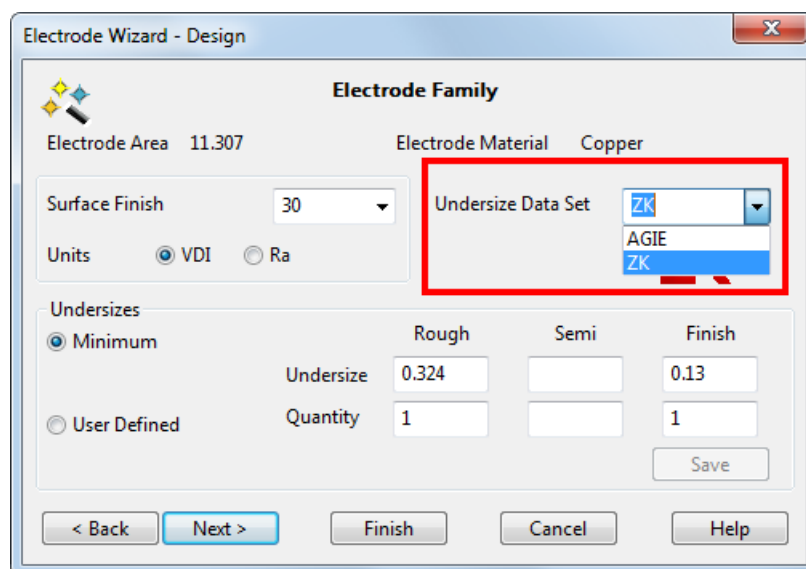 Electrode Wizard - Design
Electrode Family
Electrode Area 11.307 Electrode Material Copper
Surface Finish 30 Undersize Data Set ZK
AGIE
Units VDI Ra
ZK
Undersizes
Minimum Rough Semi Finish
Undersize 0.324 0.13
User Defined Quantity 1 1
Save
< Back Next > Finish Cancel Help